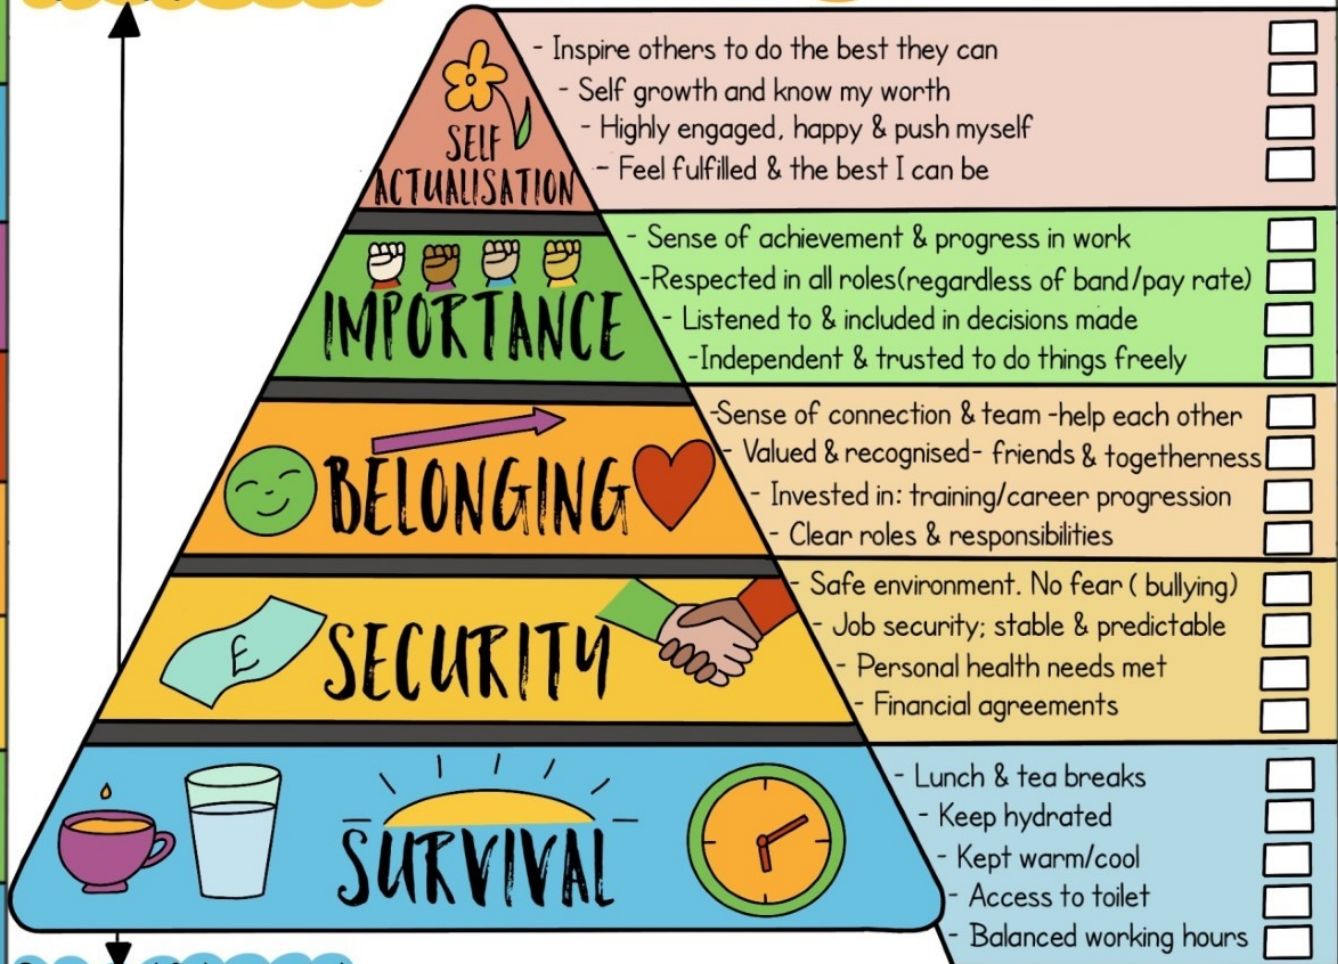 - Inspire others to do the best they can
- Self growth and know my worth
- Highly engaged, happy & push myself
- Feel fulfilled & the best I can be
SELF
ACTUALISATION
- Sense of achievement & progress in work
-Respected in all roles(regardless of band/pay rate)
- Listened to & included in decisions made
-Independent & trusted to do things freely
IMPORTANCE
-Sense of connection & team -help each other
- Valued & recognised- friends & togetherness
- Invested in: training/career progression
- Clear roles & responsibilities
BELONGING
- Safe environment. No fear ( bullying)
- Job security; stable & predictable
- Personal health needs met
- Financial agreements
£
SECURITY
- Lunch & tea breaks
- Keep hydrated
- Kept warm/cool
- Access to toilet
- Balanced working hours
SURVIVAL